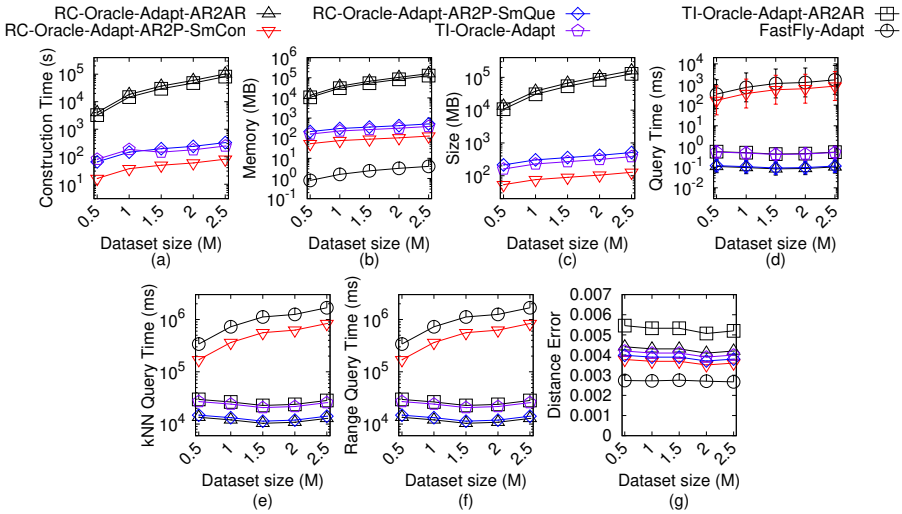 RC-Oracle-Adapt-AR2AR
RC-Oracle-Adapt-AR2P-SmQue
TI-Oracle-Adapt-AR2AR
RC-Oracle-Adapt-AR2P-SmCon
TI-Oracle-Adapt
FastFly-Adapt
Construction Time (s)
10^5
10^4
10^3
10^2
10^1
0.5 1 1.5 2 2.5
Dataset size (M)
(a)
Memory (MB)
10^6
10^5
10^4
10^3
10^2
10^1
10^0
10^-1
0.5 1 1.5 2 2.5
Dataset size (M)
(b)
Size (MB)
10^5
10^4
10^3
10^2
0.5 1 1.5 2 2.5
Dataset size (M)
(c)
Query Time (ms)
10^4
10^3
10^2
10^1
10^0
10^-1
10^-2
0.5 1 1.5 2 2.5
Dataset size (M)
(d)
kNN Query Time (ms)
10^6
10^5
10^4
0.5 1 1.5 2 2.5
Dataset size (M)
(e)
Range Query Time (ms)
10^6
10^5
10^4
0.5 1 1.5 2 2.5
Dataset size (M)
(f)
Distance Error
0.007
0.006
0.005
0.004
0.003
0.002
0.001
0
0.5 1 1.5 2 2.5
Dataset size (M)
(g)